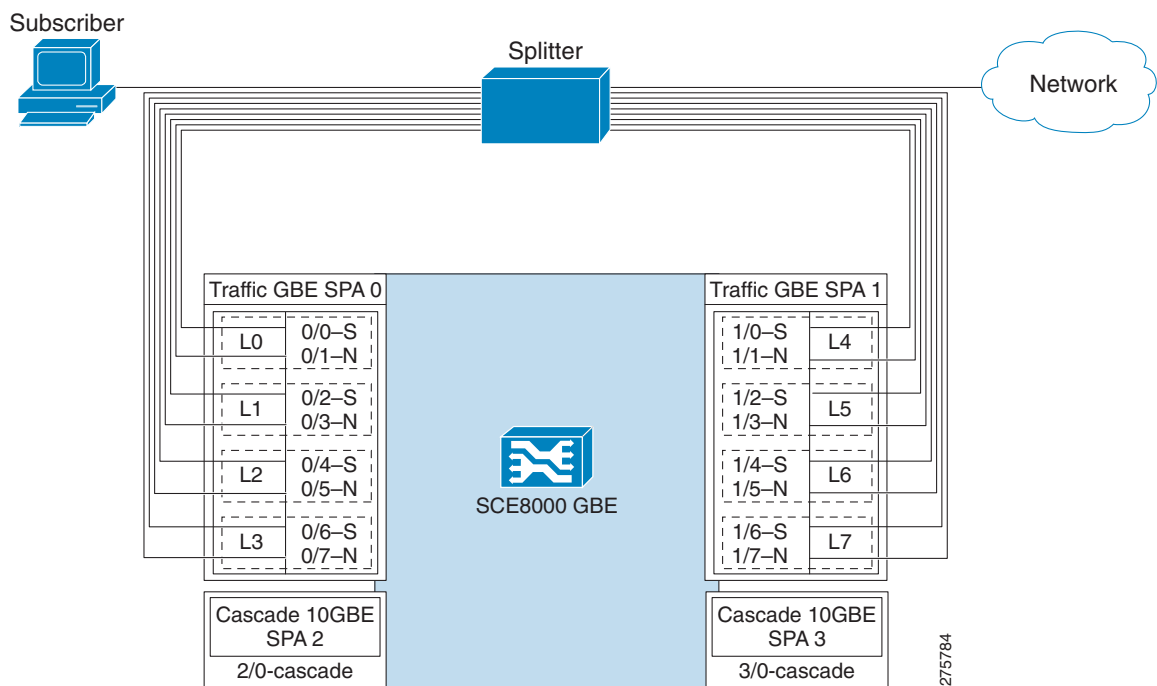 Subscriber
Splitter
Network
Traffic GBE SPA 0
L0
0/0–S
0/1–N
L1
0/2–S
0/3–N
L2
0/4–S
0/5–N
L3
0/6–S
0/7–N
Cascade 10GBE
SPA 2
2/0-cascade
SCE8000 GBE
Traffic GBE SPA 1
1/0–S
1/1–N
L4
1/2–S
1/3–N
L5
1/4–S
1/5–N
L6
1/6–S
1/7–N
L7
Cascade 10GBE
SPA 3
3/0-cascade
275784